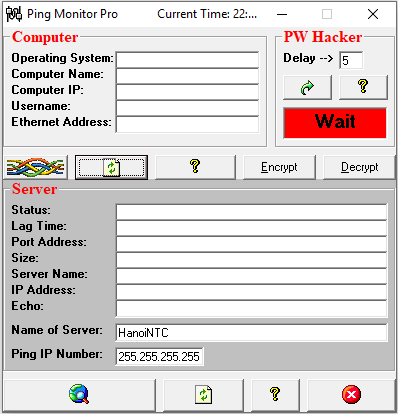 Ping Monitor Pro Current Time: 22:...
Computer
Operating System:
Computer Name:
Computer IP:
Username:
Ethernet Address:
PW Hacker
Delay --> 5
?
Wait
? Encrypt Decrypt
Server
Status:
Lag Time:
Port Address:
Size:
Server Name:
IP Address:
Echo:
Name of Server: HanoiNTC
Ping IP Number: 255.255.255.255
?